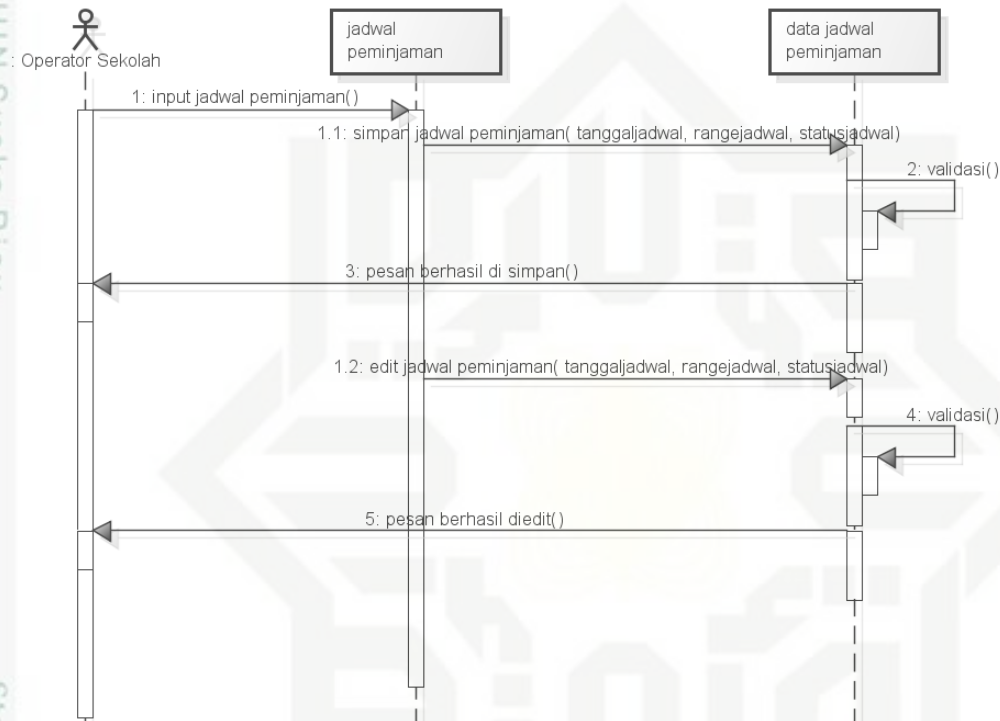 : Operator Sekolah
jadwal
peminjaman
data jadwal
peminjaman
1: input jadwal peminjaman()
1.1: simpan jadwal peminjaman( tanggaljadwal, rangejadwal, statusjadwal)
2: validasi()
3: pesan berhasil di simpan()
1.2: edit jadwal peminjaman( tanggaljadwal, rangejadwal, statusjadwal)
4: validasi()
5: pesan berhasil diedit()